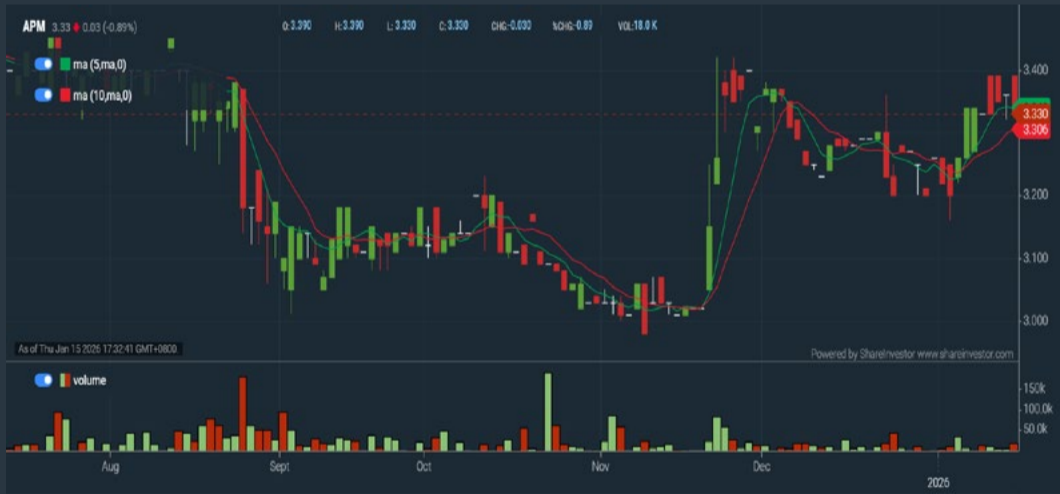 APM 3.33 0.03 (-0.89%) O:3.390 H:3.390 L: 3.330 C: 3.330 CHG:-0.030 %CHG:-0.89 VOL:18.0 K
ma (5,ma,0)
ma (10,ma,0)
3.400
3.330
3.306
3.200
3.100
3.000
As of Thu Jan 15 2026 17:32:41 GMT+0800
Powered by ShareInvestor www.shareinvestor.com
volume
150k
100.0k
50.0k
Aug Sept Oct Nov Dec
2026